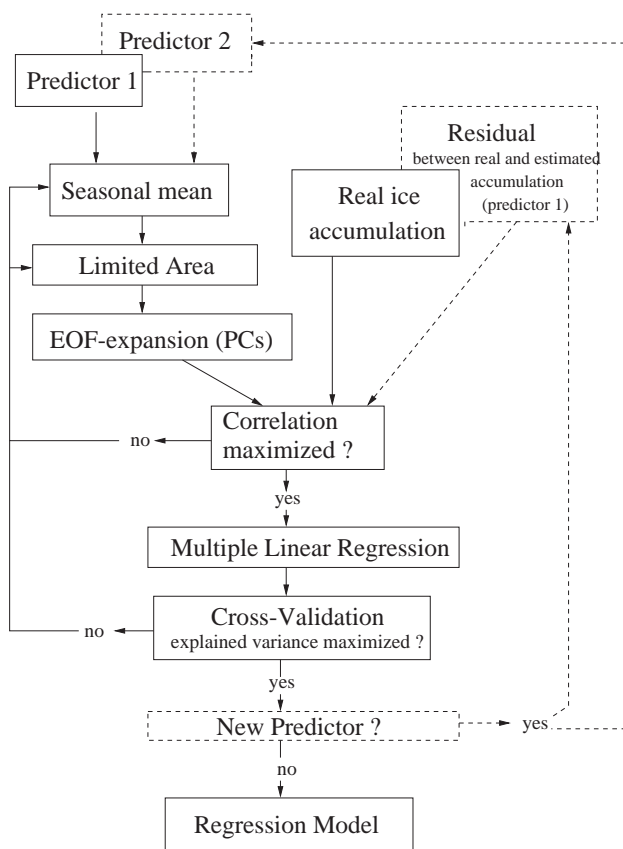 Predictor 2
Predictor 1
Residual
between real and estimated
accumulation
(predictor 1)
Seasonal mean
Real ice
accumulation
Limited Area
EOF-expansion (PCs)
Correlation
maximized ?
no
yes
Multiple Linear Regression
Cross-Validation
explained variance maximized ?
no
yes
New Predictor ?
yes
no
Regression Model